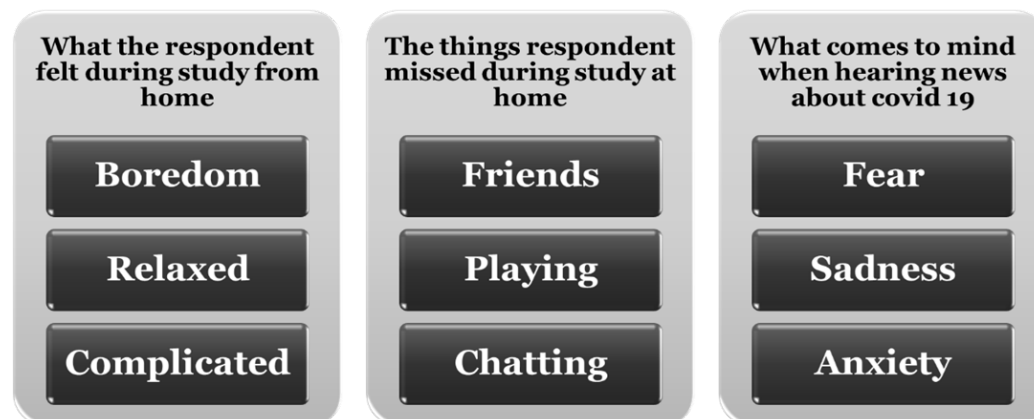 What the respondent
felt during study from
home
Boredom
Relaxed
Complicated
The things respondent
missed during study at
home
Friends
Playing
Chatting
What comes to mind
when hearing news
about covid 19
Fear
Sadness
Anxiety